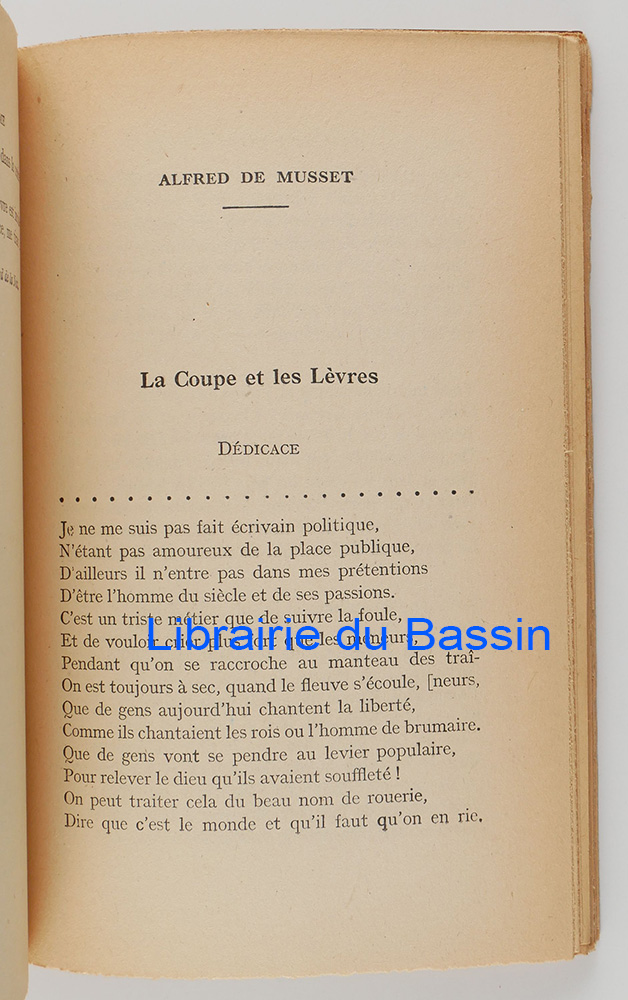 ALFRED DE MUSSET
La Coupe et les Lèvres
DÉDICACE
. . . . . . . . . . . . . . . . . . . . . . . . .
Je ne me suis pas fait écrivain politique,
N'étant pas amoureux de la place publique,
D'ailleurs il n'entre pas dans mes prétentions
D'être l'homme du siècle et de ses passions.
C'est un triste métier que de suivre la foule,
Et de vouloir crier plus fort que les meneurs,
Pendant qu'on se raccroche au manteau des traî-
On est toujours à sec, quand le fleuve s'écoule, [neurs,
Que de gens aujourd'hui chantent la liberté,
Comme ils chantaient les rois ou l'homme de brumaire.
Que de gens vont se pendre au levier populaire,
Pour relever le dieu qu'ils avaient souffleté !
On peut traiter cela du beau nom de rouerie,
Dire que c'est le monde et qu'il faut qu'on en rie.
Librairie du Bassin